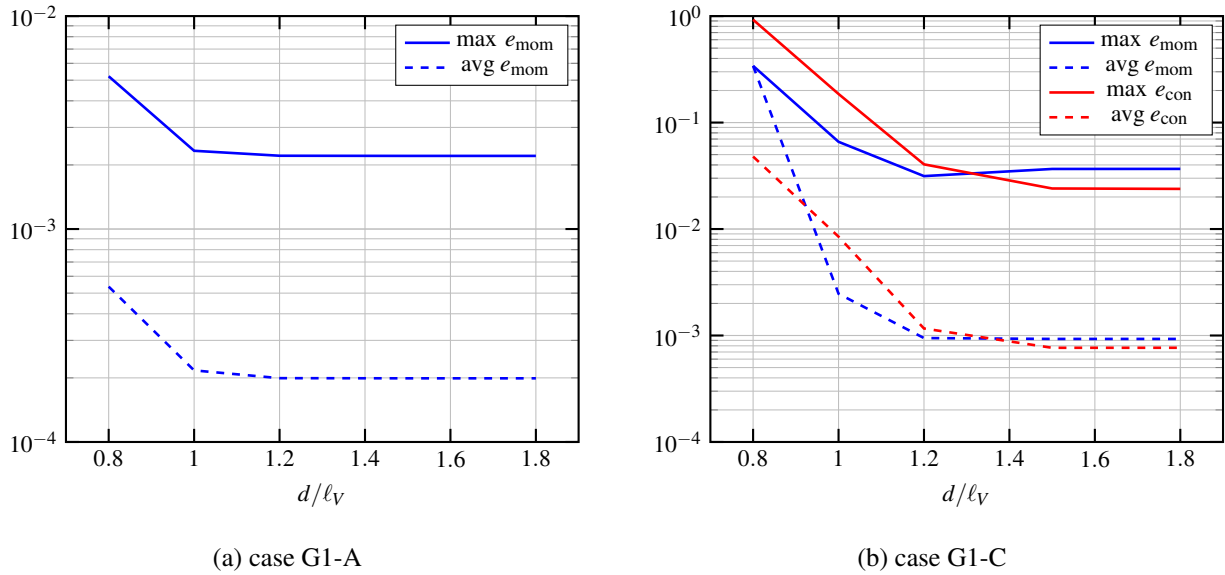 10⁻²
10⁻³
10⁻⁴
0.8 1 1.2 1.4 1.6 1.8
d/ℓ_V
max e_mom
avg e_mom
(a) case G1-A
10⁰
10⁻¹
10⁻²
10⁻³
10⁻⁴
0.8 1 1.2 1.4 1.6 1.8
d/ℓ_V
max e_mom
avg e_mom
max e_con
avg e_con
(b) case G1-C